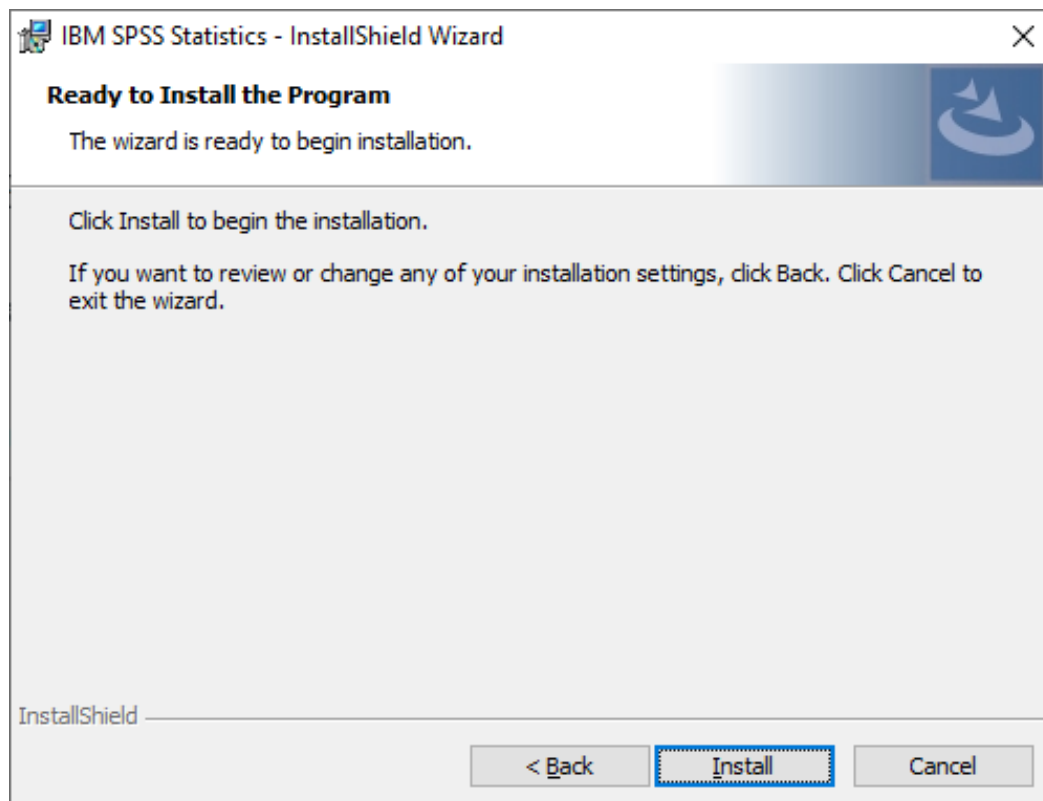 IBM SPSS Statistics - InstallShield Wizard
Ready to Install the Program
The wizard is ready to begin installation.
Click Install to begin the installation.
If you want to review or change any of your installation settings, click Back. Click Cancel to
exit the wizard.
InstallShield
< Back
Install
Cancel